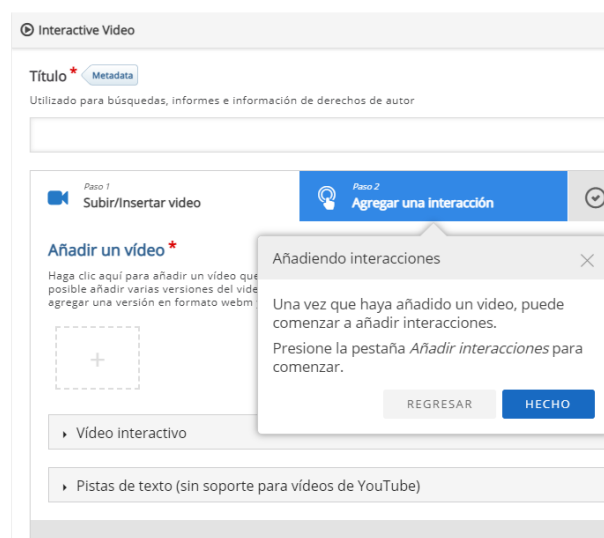 Interactive Video
Título * Metadata
Utilizado para búsquedas, informes e información de derechos de autor
Paso 1
Subir/Insertar video
Paso 2
Agregar una interacción
Añadir un vídeo *
Haga clic aquí para añadir un vídeo que
posible añadir varias versiones del vide
agregar una versión en formato webm y
Añadiendo interacciones
Una vez que haya añadido un video, puede
comenzar a añadir interacciones.
Presione la pestaña Añadir interacciones para
comenzar.
REGRESAR
HECHO
Vídeo interactivo
Pistas de texto (sin soporte para vídeos de YouTube)